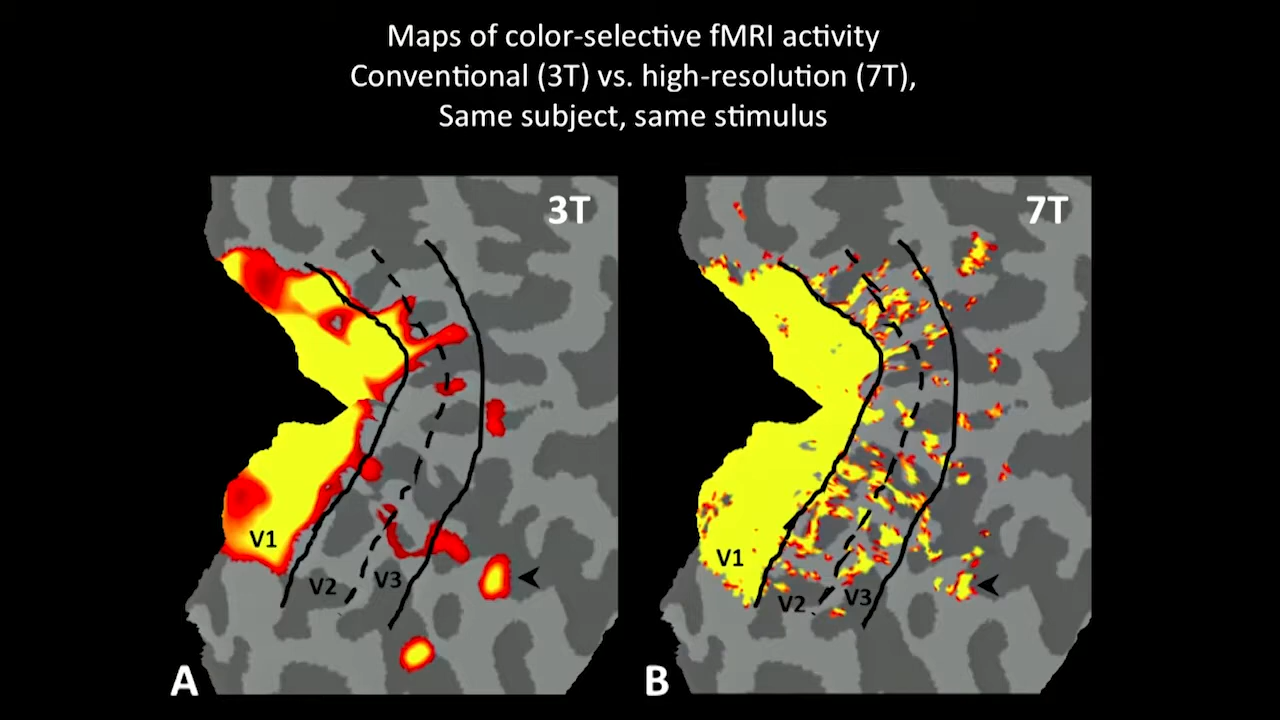 Maps of color-selective fMRI activity
Conventional (3T) vs. high-resolution (7T),
Same subject, same stimulus
3T
7T
V1
V2
V3
V1
V2
V3
A
B